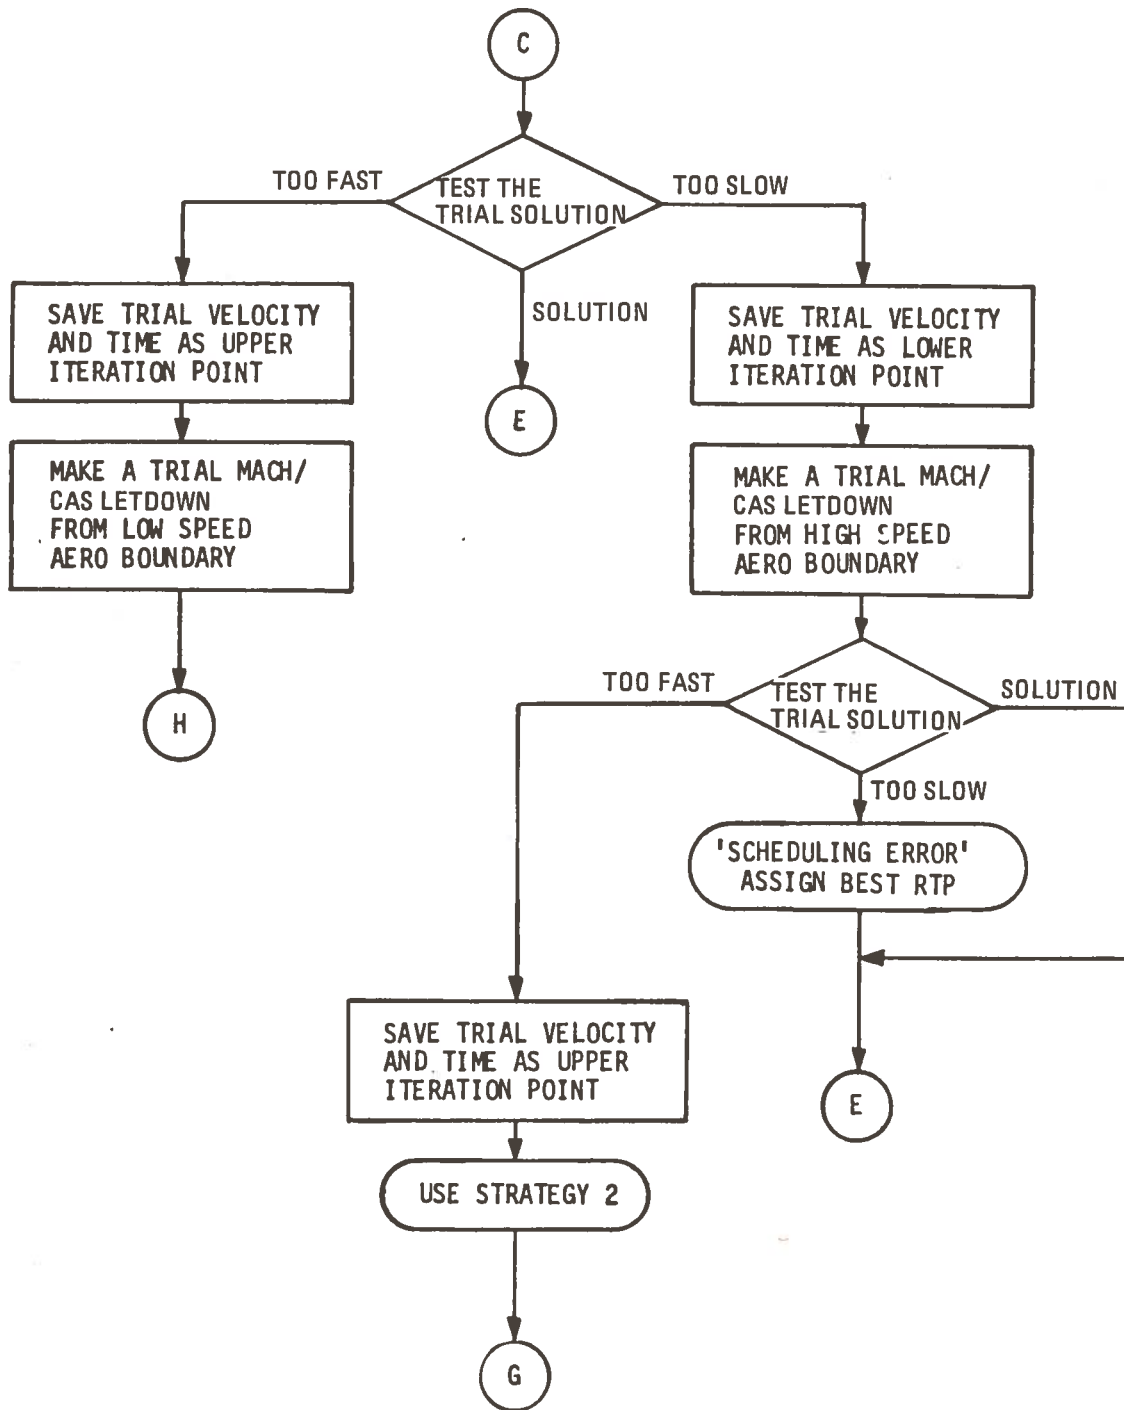 C
TOO FAST
TEST THE
TRIAL SOLUTION
TOO SLOW
SOLUTION
SAVE TRIAL VELOCITY
AND TIME AS UPPER
ITERATION POINT
MAKE A TRIAL MACH/
CAS LETDOWN
FROM LOW SPEED
AERO BOUNDARY
H
E
SAVE TRIAL VELOCITY
AND TIME AS LOWER
ITERATION POINT
MAKE A TRIAL MACH/
CAS LETDOWN
FROM HIGH SPEED
AERO BOUNDARY
TOO FAST
TEST THE
TRIAL SOLUTION
SOLUTION
TOO SLOW
'SCHEDULING ERROR'
ASSIGN BEST RTP
E
SAVE TRIAL VELOCITY
AND TIME AS UPPER
ITERATION POINT
USE STRATEGY 2
G